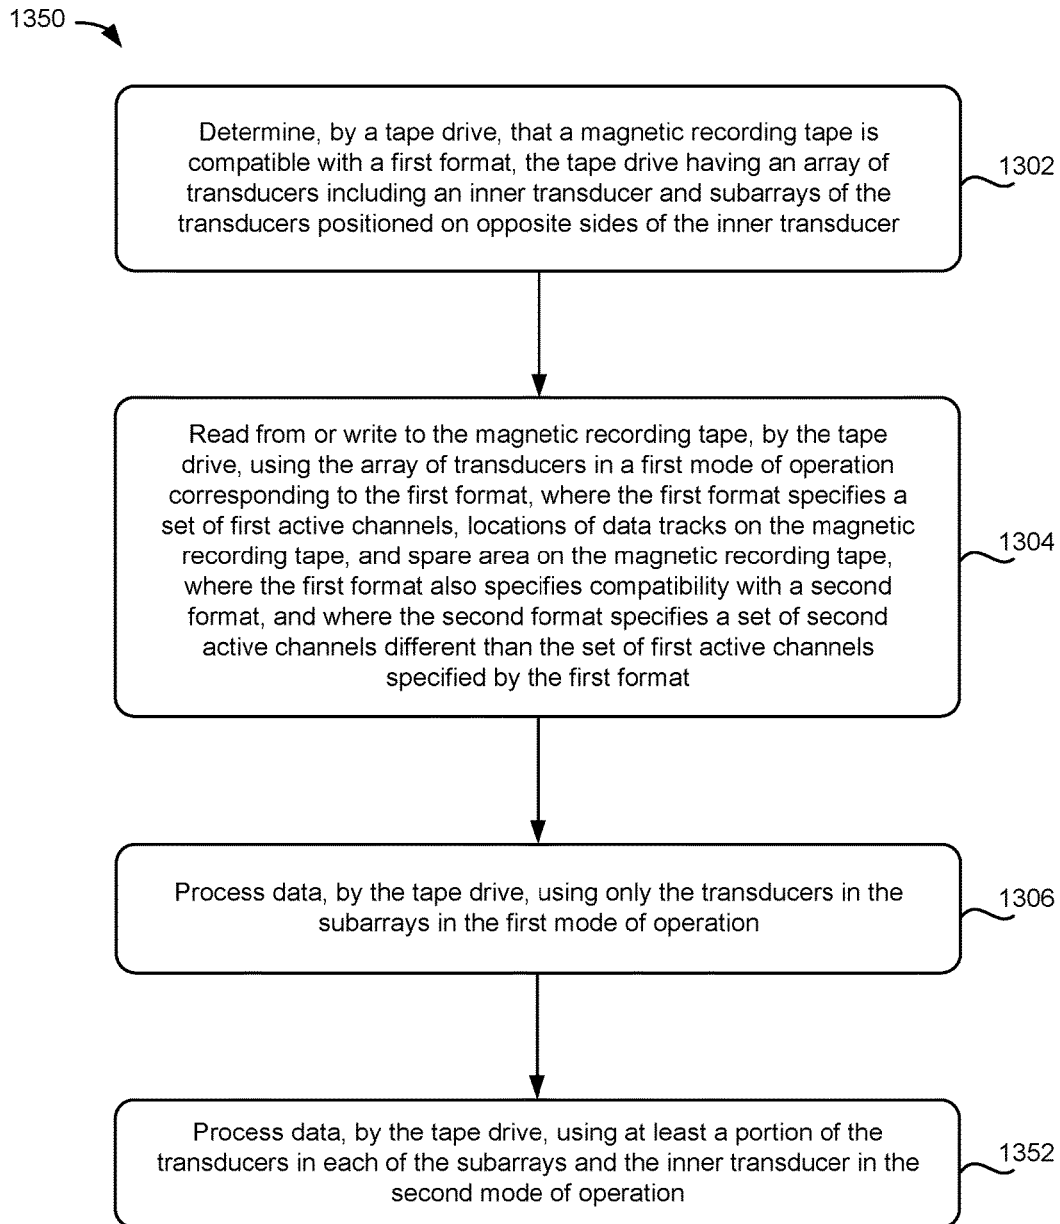 1350
Determine, by a tape drive, that a magnetic recording tape is
compatible with a first format, the tape drive having an array of
transducers including an inner transducer and subarrays of the
transducers positioned on opposite sides of the inner transducer
1302
Read from or write to the magnetic recording tape, by the tape
drive, using the array of transducers in a first mode of operation
corresponding to the first format, where the first format specifies a
set of first active channels, locations of data tracks on the magnetic
recording tape, and spare area on the magnetic recording tape,
where the first format also specifies compatibility with a second
format, and where the second format specifies a set of second
active channels different than the set of first active channels
specified by the first format
1304
Process data, by the tape drive, using only the transducers in the
subarrays in the first mode of operation
1306
Process data, by the tape drive, using at least a portion of the
transducers in each of the subarrays and the inner transducer in the
second mode of operation
1352